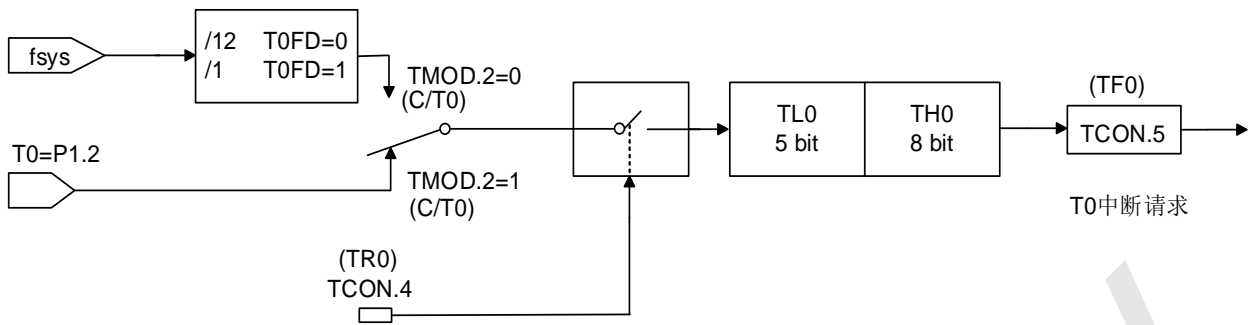 fsys
/12 T0FD=0
/1 T0FD=1
TMOD.2=0
(C/T0)
T0=P1.2
TMOD.2=1
(C/T0)
(TR0)
TCON.4
TL0
5 bit
TH0
8 bit
(TF0)
TCON.5
T0中断请求